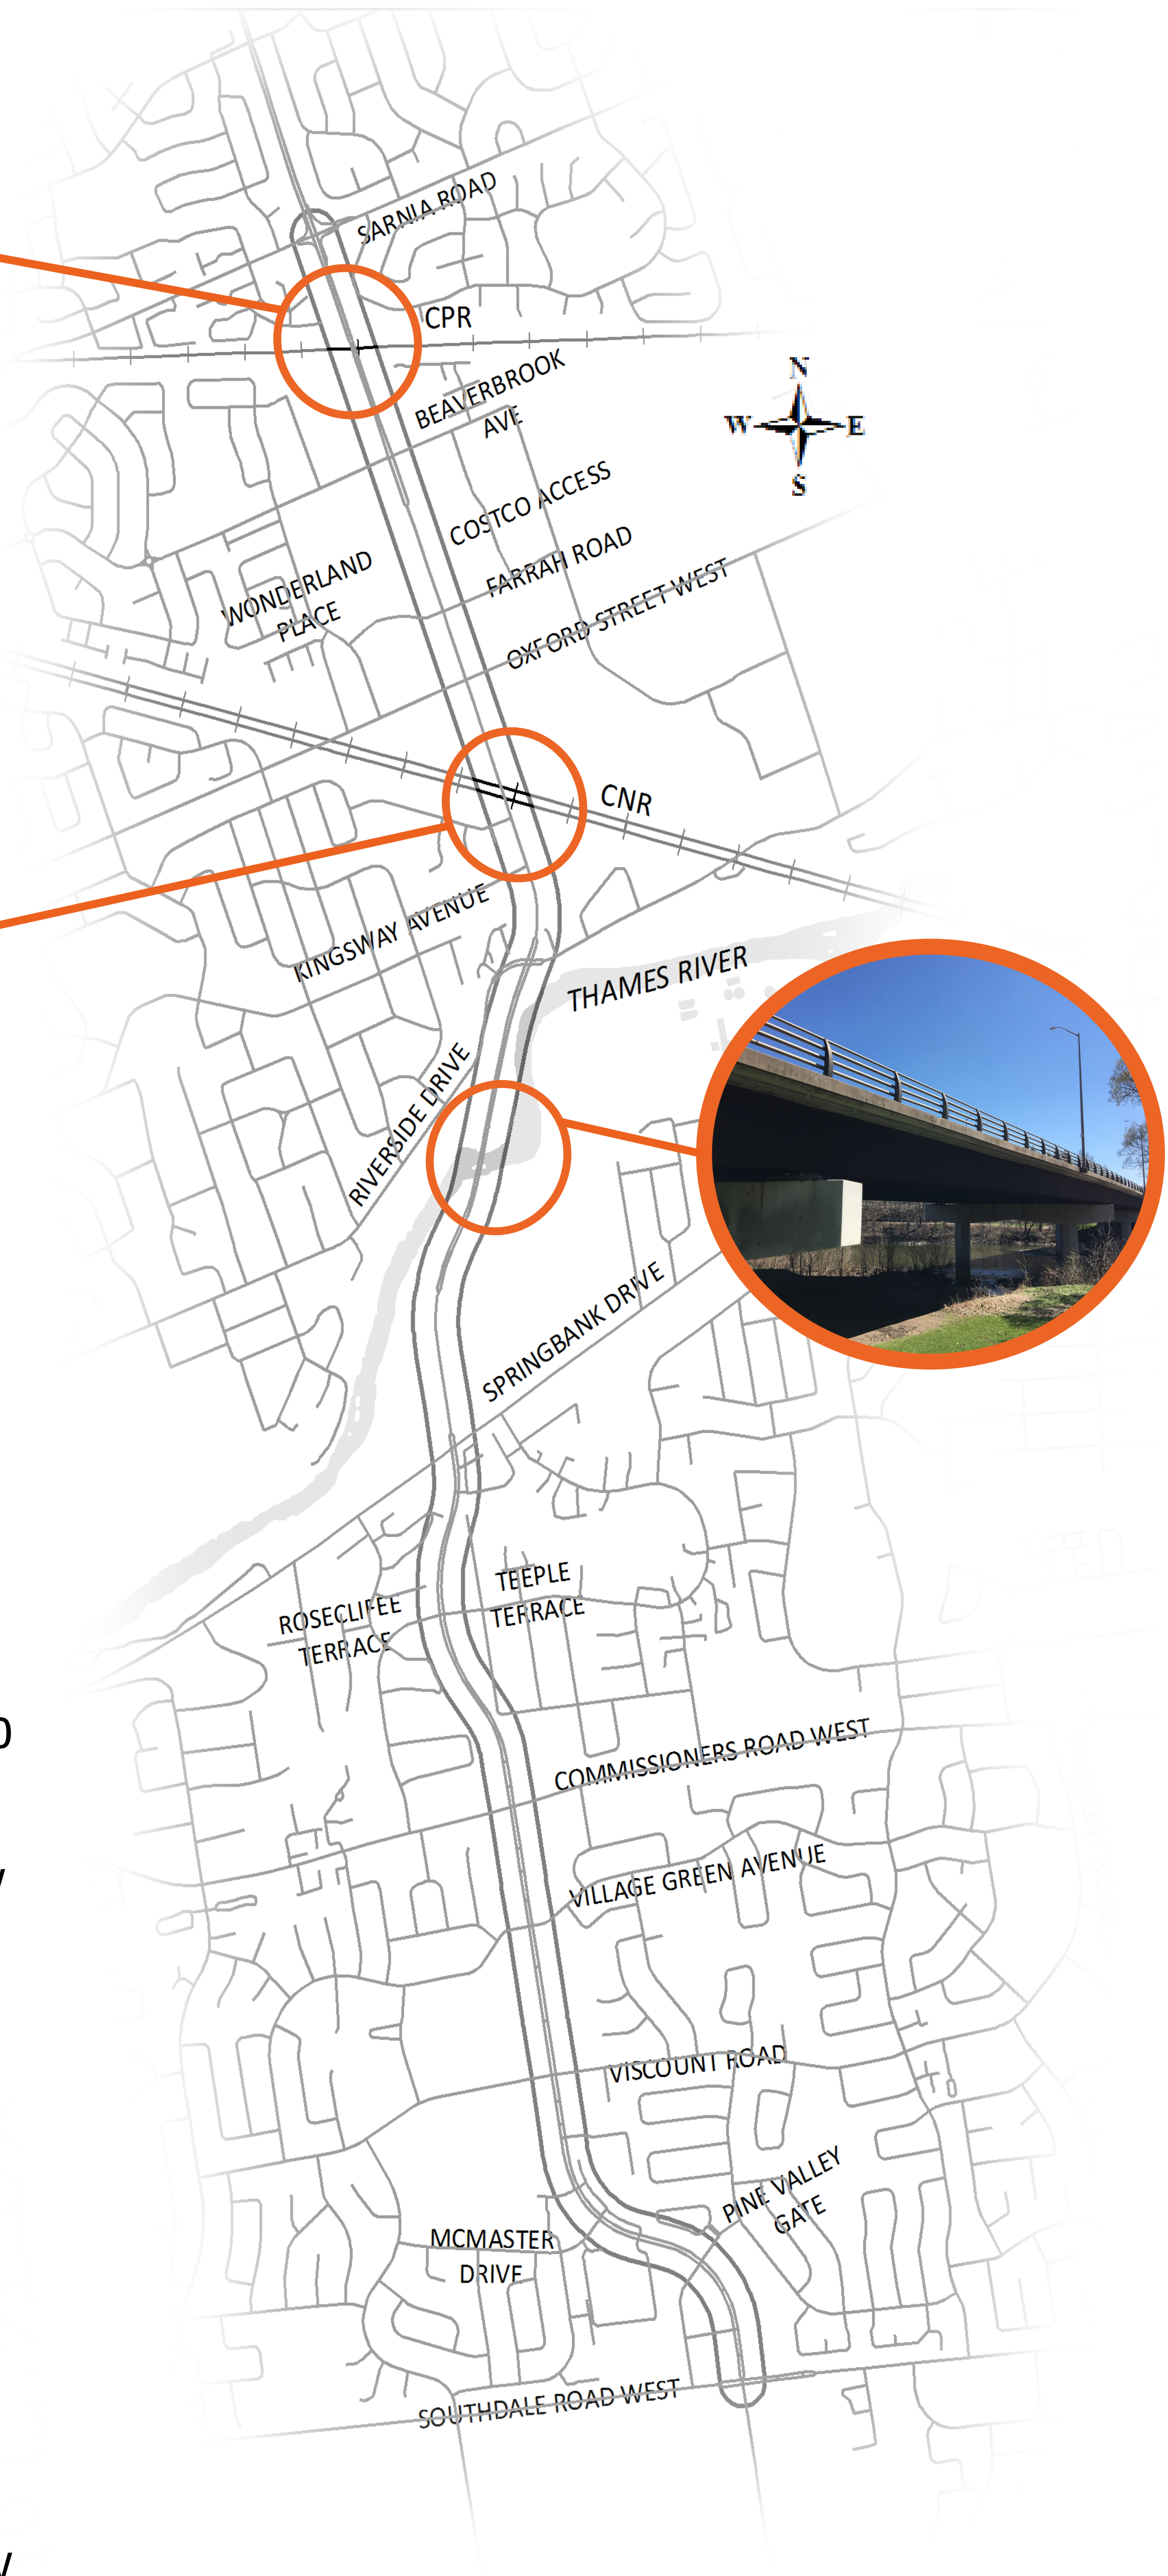 SARNIA ROAD
CPR
BEAVERBROOK
AVE
N
W
E
S
COSTCO ACCESS
FARRAH ROAD
WONDERLAND
PLACE
OXFORD STREET WEST
CNR
KINGSWAY AVENUE
THAMES RIVER
RIVERSIDE DRIVE
SPRINGBANK DRIVE
TEEPLE
TERRACE
ROSECLIFEE
TERRACE
COMMISSIONERS ROAD WEST
VILLAGE GREEN AVENUE
VISCOUNT ROAD
PINE VALLEY
GATE
MCMASTER
DRIVE
SOUTHDALE ROAD WEST